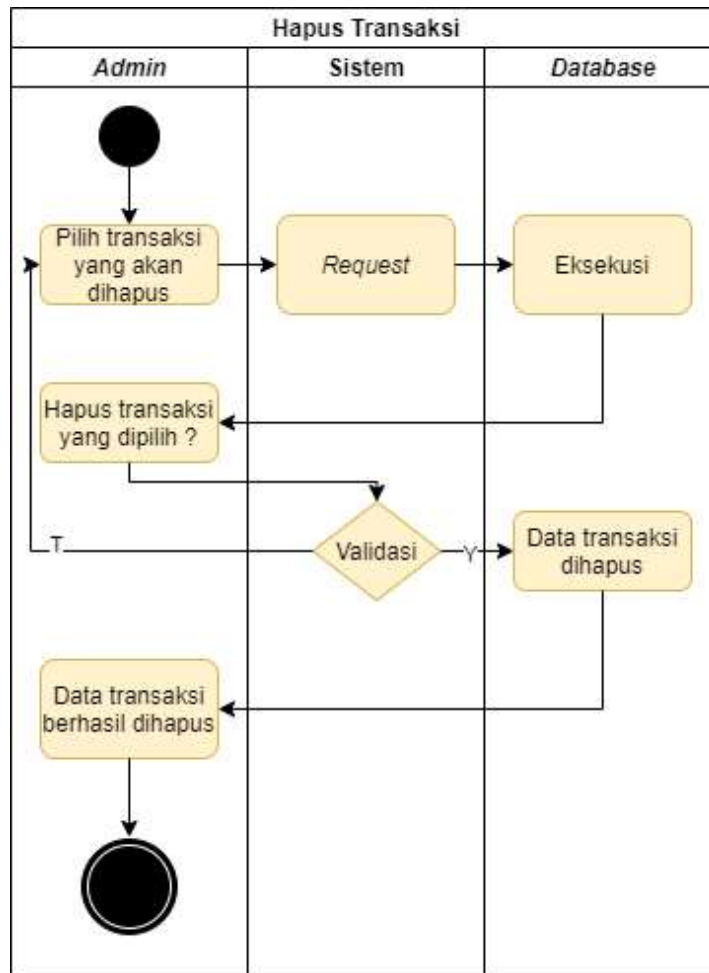 Hapus Transaksi
Admin
Sistem
Database
Pilih transaksi
yang akan
dihapus
Request
Eksekusi
Hapus transaksi
yang dipilih ?
T
Validasi
Y
Data transaksi
dihapus
Data transaksi
berhasil dihapus